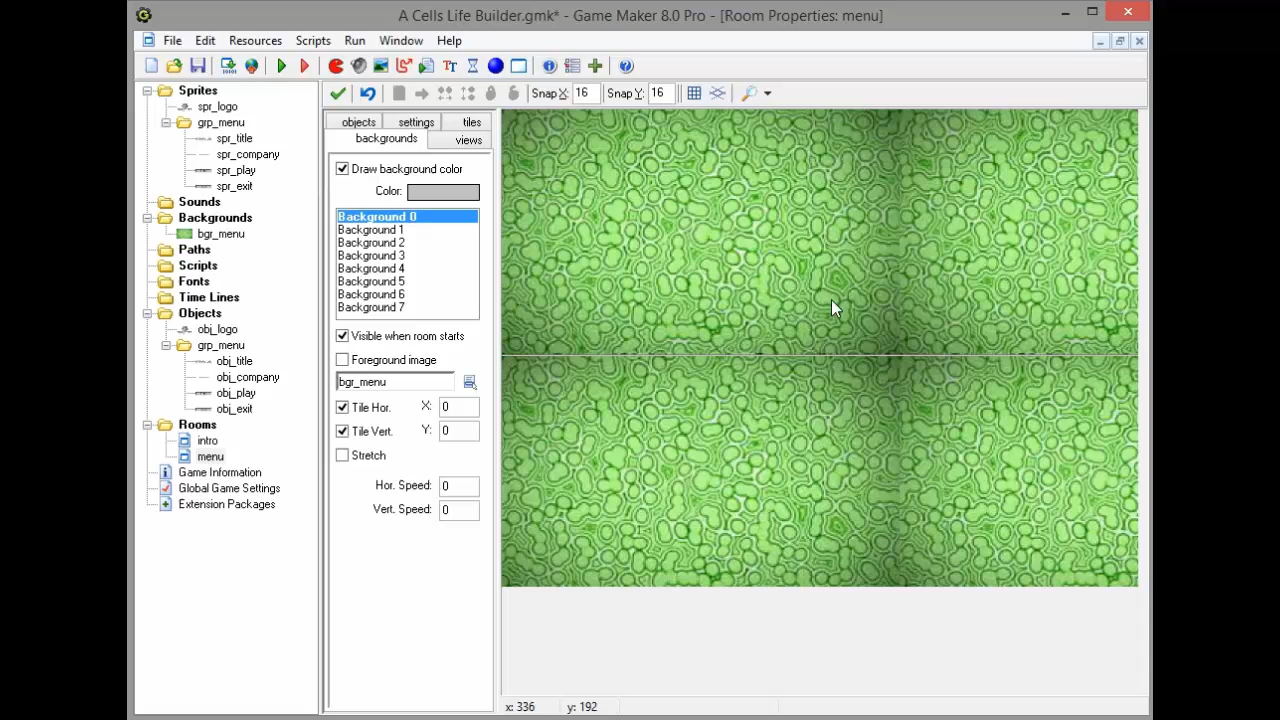 A Cells Life Builder.gmk* - Game Maker 8.0 Pro - [Room Properties: menu]
File Edit Resources Scripts Run Window Help
Snap X: 16 Snap Y: 16
Sprites
spr_logo
grp_menu
spr_title
spr_company
spr_play
spr_exit
Sounds
Backgrounds
bgr_menu
Paths
Scripts
Fonts
Time Lines
Objects
obj_logo
grp_menu
obj_title
obj_company
obj_play
obj_exit
Rooms
intro
menu
Game Information
Global Game Settings
Extension Packages
objects settings tiles
backgrounds views
Draw background color
Color:
Background 0
Background 1
Background 2
Background 3
Background 4
Background 5
Background 6
Background 7
Visible when room starts
Foreground image
bgr_menu
Tile Hor. X: 0
Tile Vert. Y: 0
Stretch
Hor. Speed: 0
Vert. Speed: 0
x: 336 y: 192